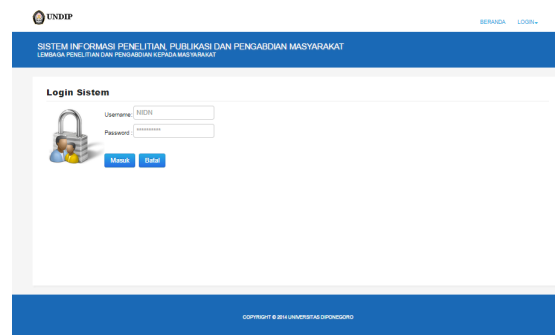 UNDIP
BERANDA LOGIN
SISTEM INFORMASI PENELITIAN, PUBLIKASI DAN PENGABDIAN MASYARAKAT
LEMBAGA PENELITIAN DAN PENGABDIAN KEPADA MASYARAKAT
Login Sistem
Username: NIDN
Password : **********
Masuk Batal
COPYRIGHT © 2014 UNIVERSITAS DIPONEGORO